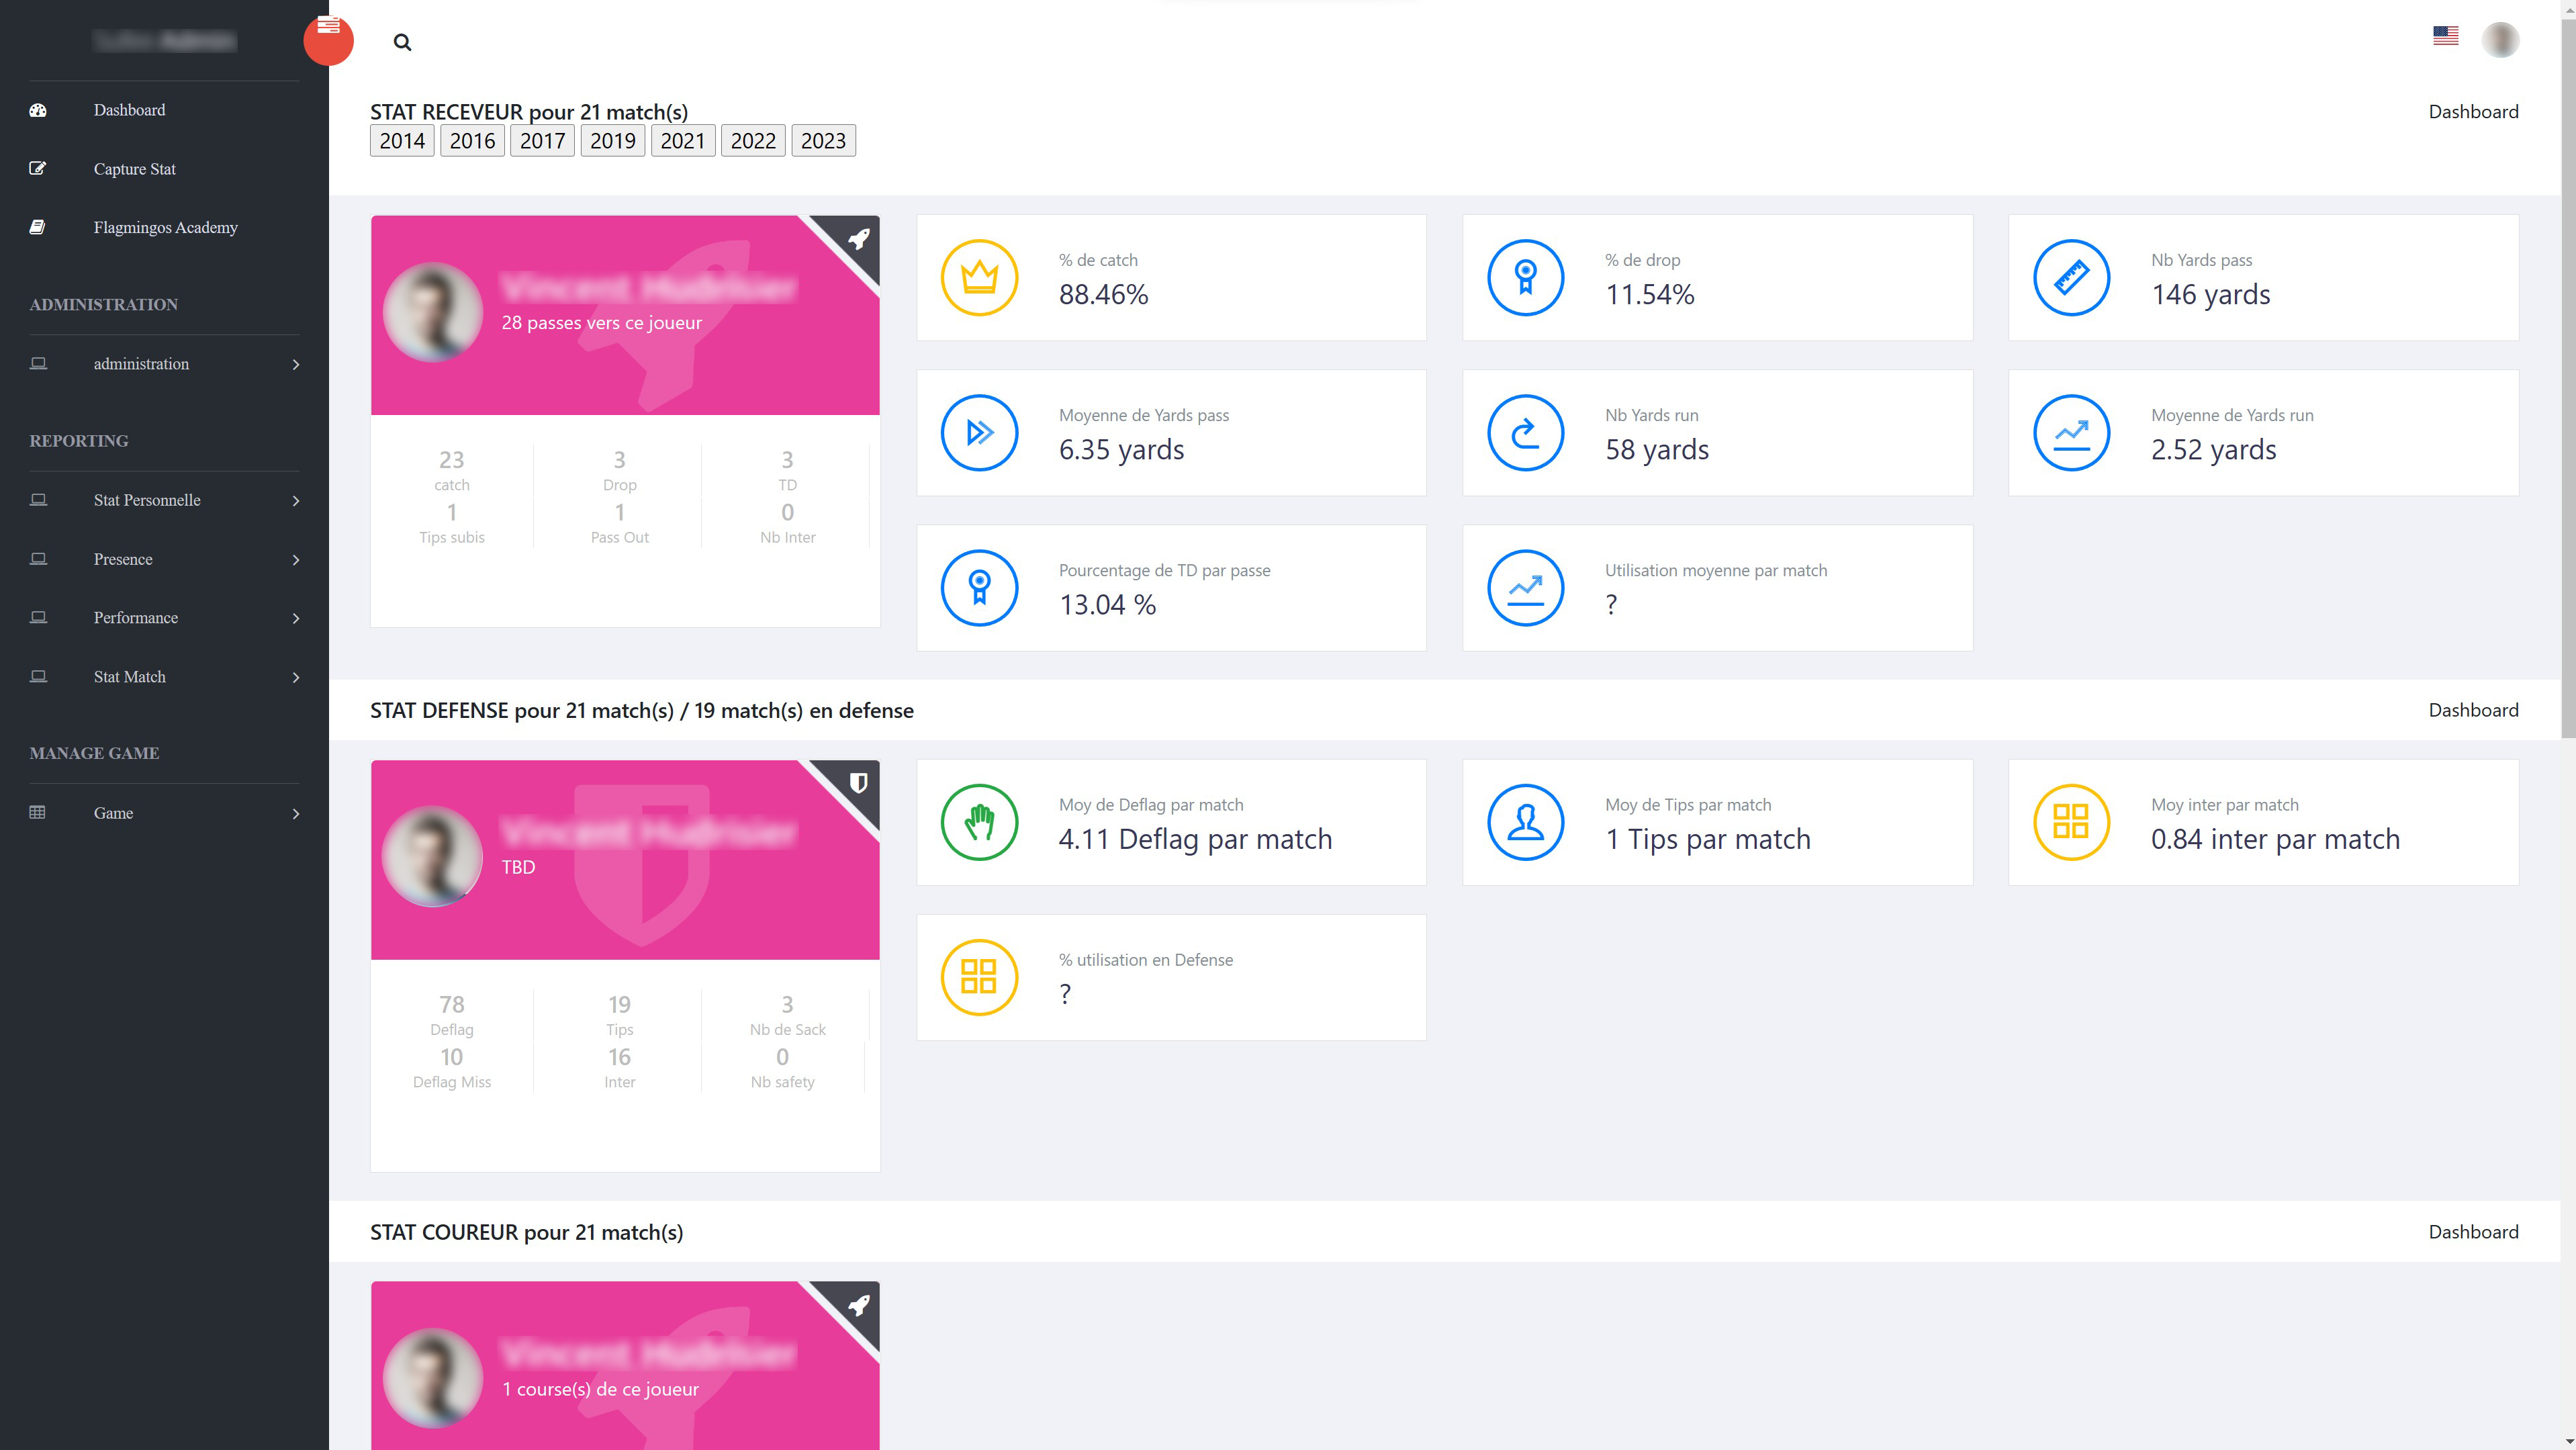 Dashboard
Capture Stat
Flagmingos Academy
ADMINISTRATION
administration
REPORTING
Stat Personnelle
Presence
Performance
Stat Match
MANAGE GAME
Game
STAT RECEVEUR pour 21 match(s)
Dashboard
2014 2016 2017 2019 2021 2022 2023
28 passes vers ce joueur
23
catch
3
Drop
3
TD
1
Tips subis
1
Pass Out
0
Nb Inter
% de catch
88.46%
% de drop
11.54%
Nb Yards pass
146 yards
Moyenne de Yards pass
6.35 yards
Nb Yards run
58 yards
Moyenne de Yards run
2.52 yards
Pourcentage de TD par passe
13.04 %
Utilisation moyenne par match
?
STAT DEFENSE pour 21 match(s) / 19 match(s) en defense
Dashboard
TBD
78
Deflag
19
Tips
3
Nb de Sack
10
Deflag Miss
16
Inter
0
Nb safety
Moy de Deflag par match
4.11 Deflag par match
Moy de Tips par match
1 Tips par match
Moy inter par match
0.84 inter par match
% utilisation en Defense
?
STAT COUREUR pour 21 match(s)
Dashboard
1 course(s) de ce joueur